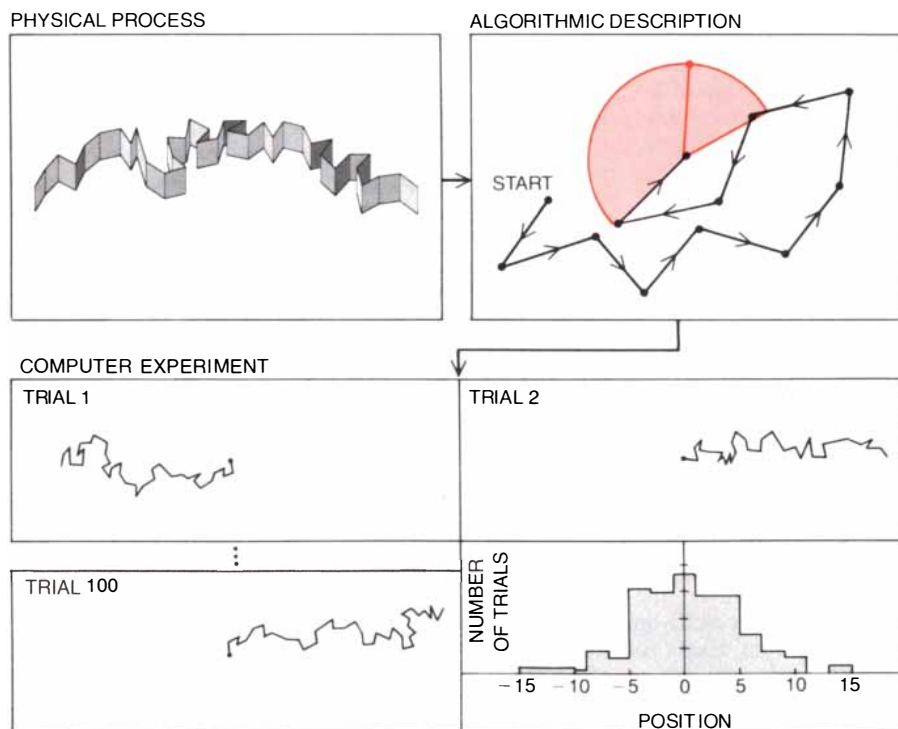 PHYSICAL PROCESS
ALGORITHMIC DESCRIPTION
START
COMPUTER EXPERIMENT
TRIAL 1
TRIAL 2
TRIAL 100
NUMBER
OF TRIALS
−15 −10 −5 0 5 10 15
POSITION